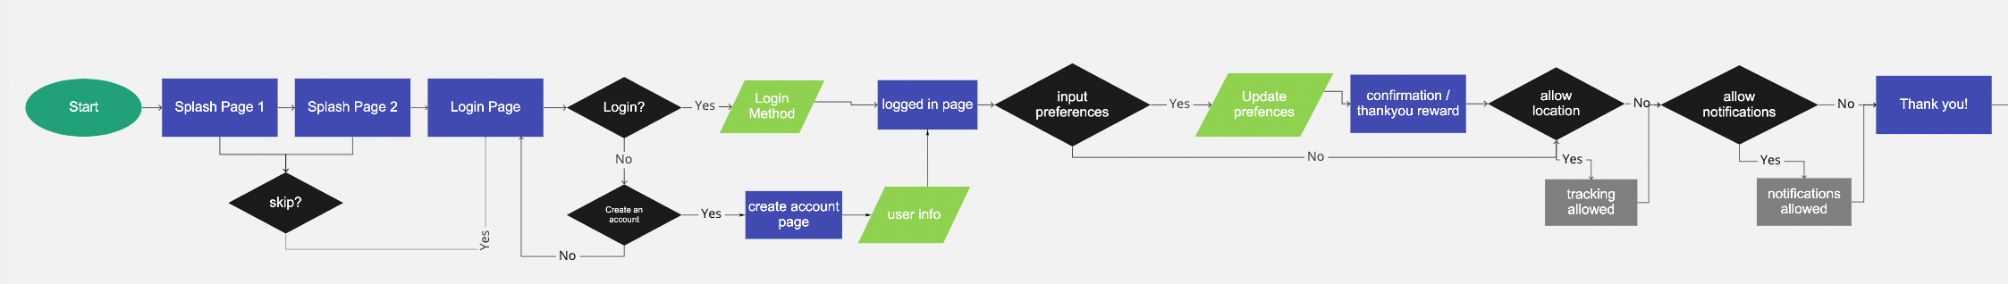 Start
Splash Page 1
Splash Page 2
Login Page
skip?
Yes
Login?
Yes
No
Create an
account
Yes
No
Login
Method
create account
page
user info
logged in page
input
preferences
Yes
No
Update
prefences
confirmation /
thankyou reward
allow
location
No
Yes
tracking
allowed
allow
notifications
No
Yes
notifications
allowed
Thank you!